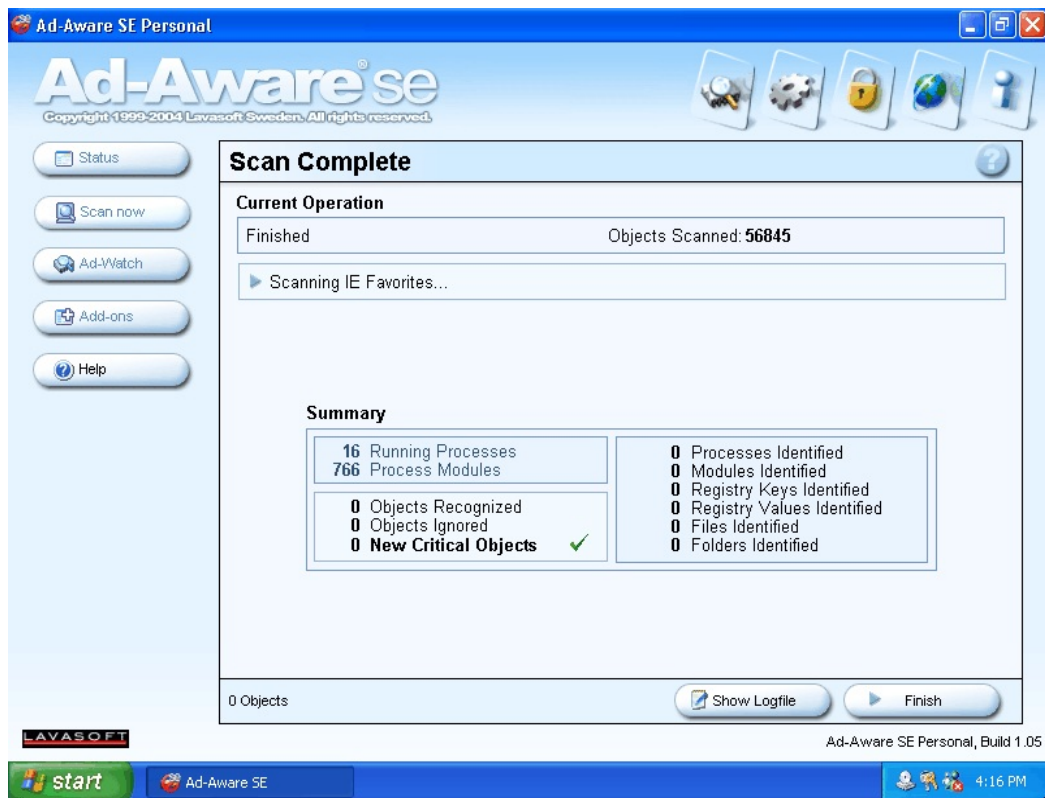 Ad-Aware SE Personal
Ad-Aware® se
Copyright 1999-2004 Lavasoft Sweden. All rights reserved.
Status
Scan now
Ad-Watch
Add-ons
Help
Scan Complete
Current Operation
Finished Objects Scanned: 56845
Scanning IE Favorites...
Summary
16 Running Processes
766 Process Modules
0 Objects Recognized
0 Objects Ignored
0 New Critical Objects
0 Processes Identified
0 Modules Identified
0 Registry Keys Identified
0 Registry Values Identified
0 Files Identified
0 Folders Identified
0 Objects
Show Logfile
Finish
LAVASOFT
Ad-Aware SE Personal, Build 1.05
start
Ad-Aware SE
4:16 PM